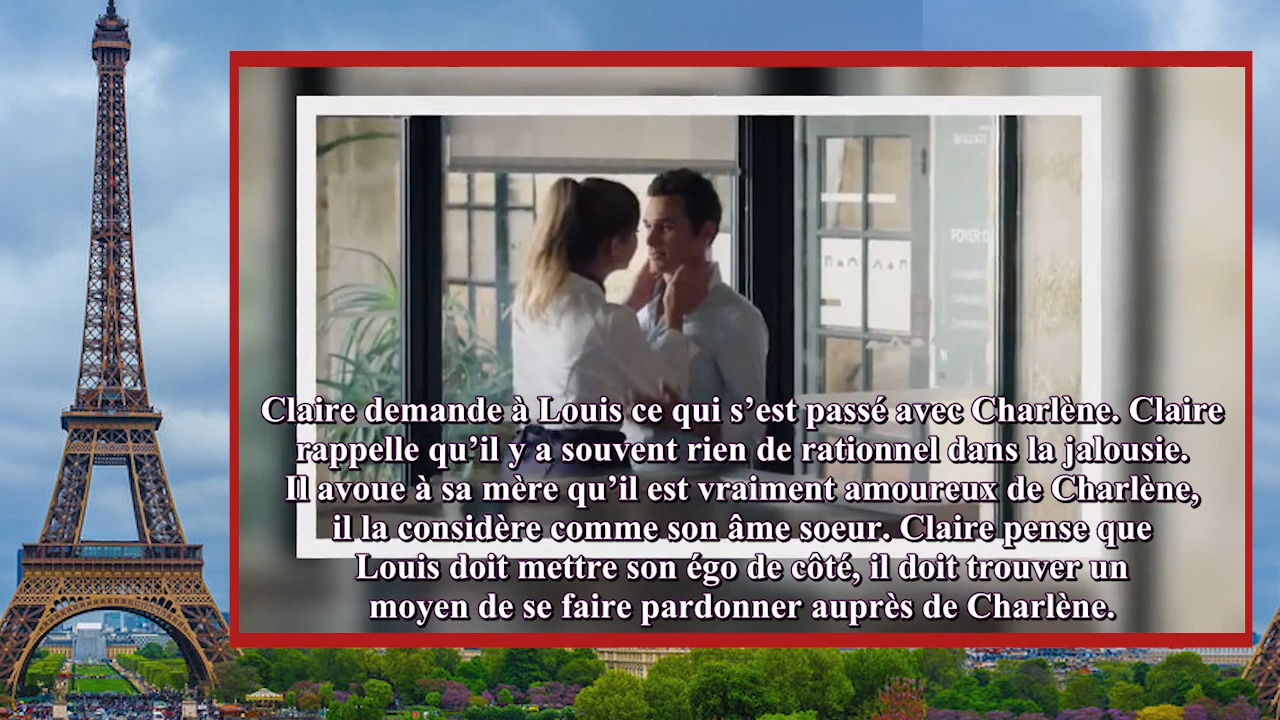 POYER D
Claire demande à Louis ce qui s’est passé avec Charlène. Claire
rappelle qu’il y a souvent rien de rationnel dans la jalousie.
Il avoue à sa mère qu’il est vraiment amoureux de Charlène,
il la considère comme son âme soeur. Claire pense que
Louis doit mettre son égo de côté, il doit trouver un
moyen de se faire pardonner auprès de Charlène.